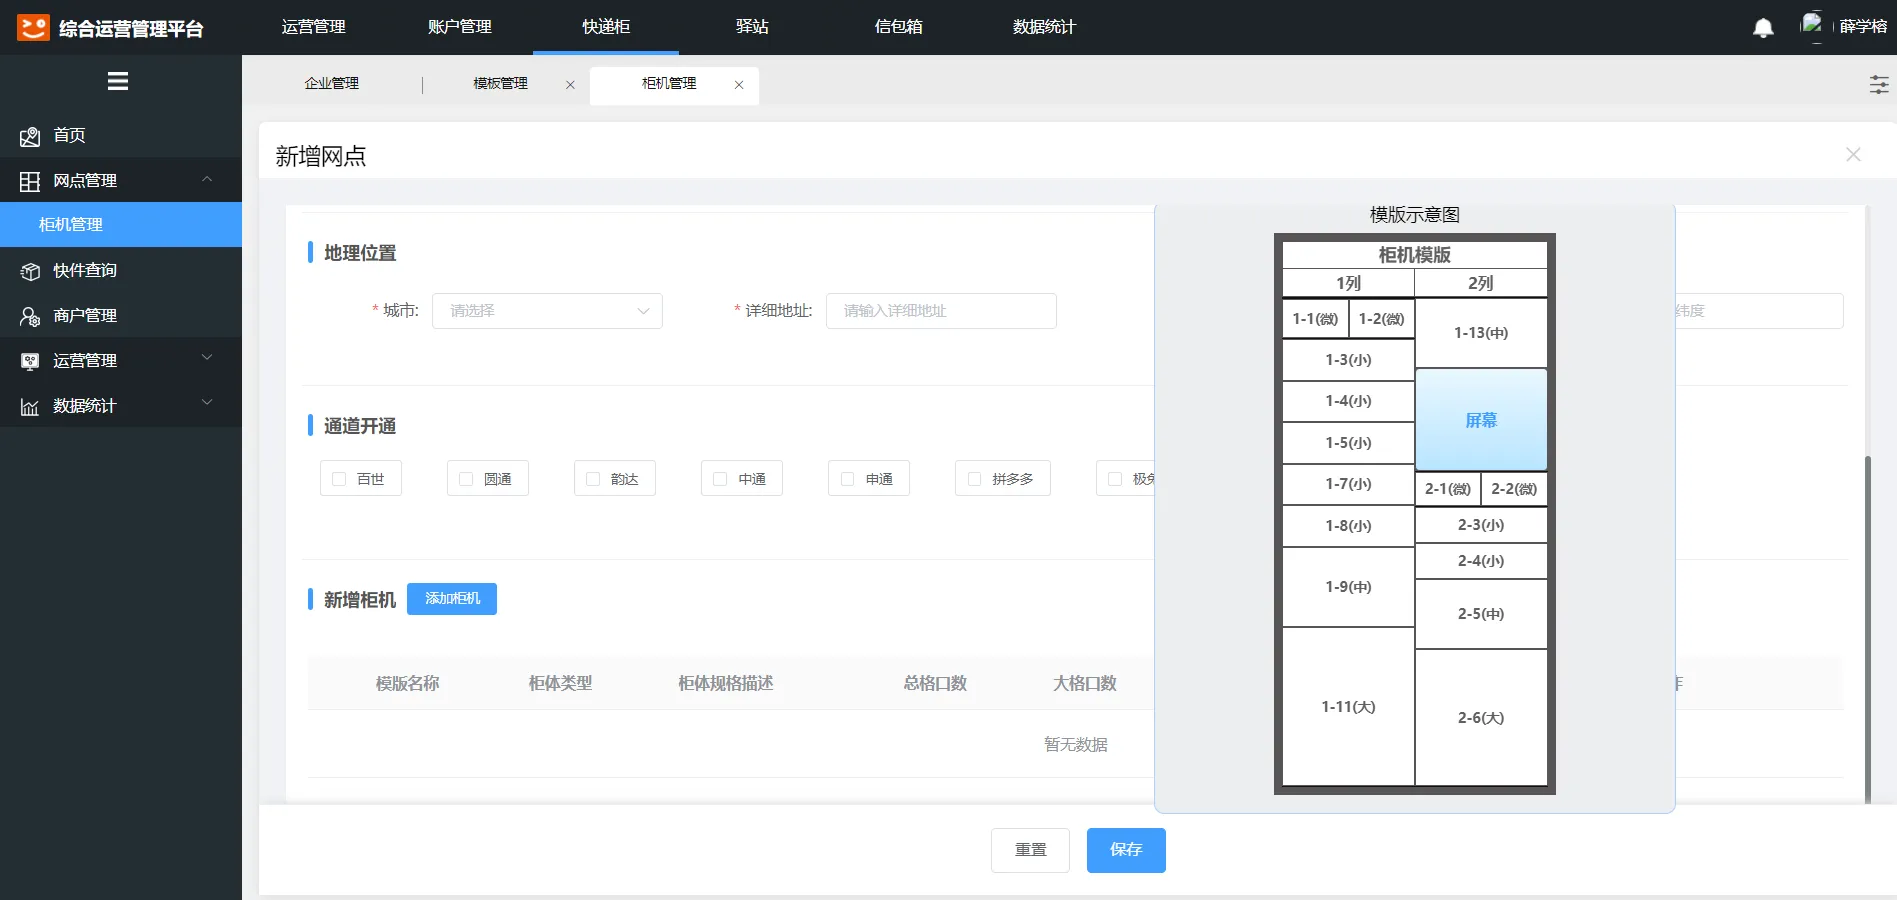 综合运营管理平台
运营管理 账户管理 快递柜 驿站 信包箱 数据统计
薛学榕
企业管理 模板管理 柜机管理
首页
网点管理
柜机管理
快件查询
商户管理
运营管理
数据统计
新增网点
地理位置
* 城市: 请选择 * 详细地址: 请输入详细地址 纬度
通道开通
百世 圆通 韵达 中通 申通 拼多多 极兔
新增柜机 添加柜机
模版名称 柜体类型 柜体规格描述 总格口数 大格口数
暂无数据
模版示意图
柜机模版
1列 2列
1-1(微) 1-2(微)
1-3(小)
1-4(小)
1-5(小)
1-7(小)
1-8(小)
1-9(中)
1-11(大)
1-13(中)
屏幕
2-1(微) 2-2(微)
2-3(小)
2-4(小)
2-5(中)
2-6(大)
重置 保存